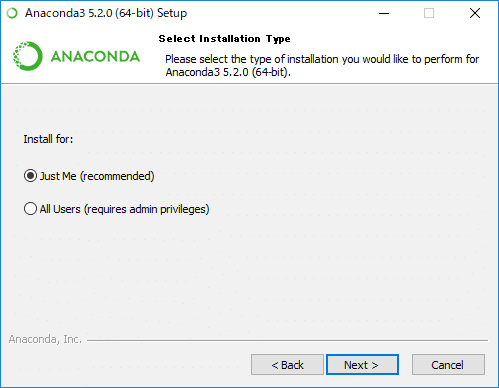 Anaconda3 5.2.0 (64-bit) Setup
Select Installation Type
ANACONDA
Please select the type of installation you would like to perform for
Anaconda3 5.2.0 (64-bit).
Install for:
Just Me (recommended)
All Users (requires admin privileges)
Anaconda, Inc.
< Back
Next >
Cancel